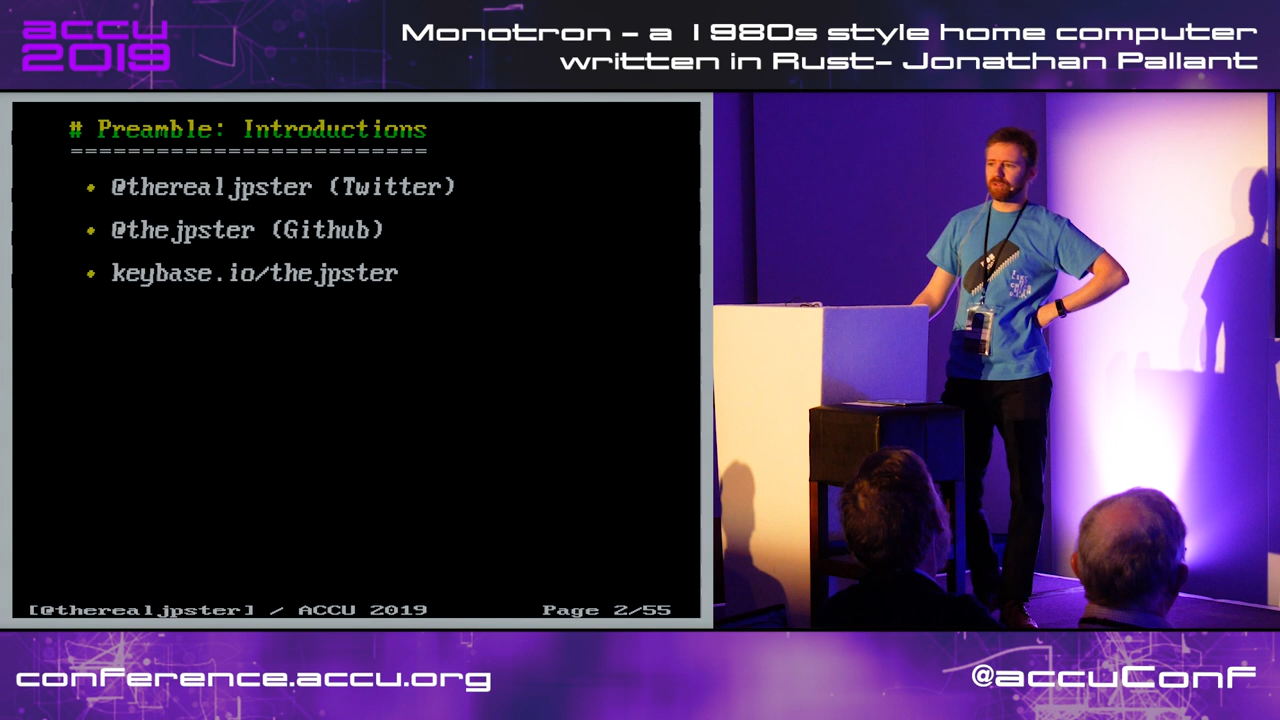 accu
2019
Monotron - a 1980s style home computer
written in Rust- Jonathan Pallant
# Preamble: Introductions
=========================
• @therealjpster (Twitter)
• @thejpster (Github)
• keybase.io/thejpster
[@therealjpster] / ACCU 2019
Page 2/55
conference.accu.org
@accuConf